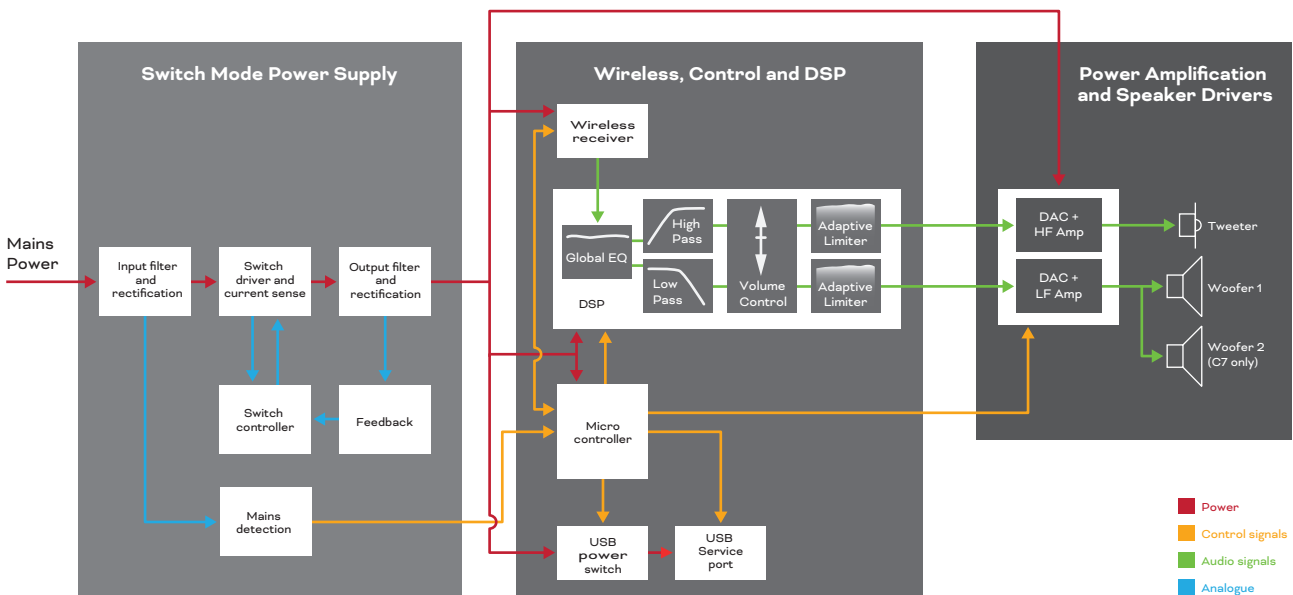 Switch Mode Power Supply
Wireless, Control and DSP
Power Amplification
and Speaker Drivers
Mains
Power
Input filter
and
rectification
Switch
driver and
current sense
Output filter
and
rectification
Switch
controller
Feedback
Mains
detection
Wireless
receiver
Global EQ
DSP
High
Pass
Low
Pass
Volume
Control
Adaptive
Limiter
Adaptive
Limiter
Micro
controller
USB
power
switch
USB
Service
port
DAC +
HF Amp
DAC +
LF Amp
Tweeter
Woofer 1
Woofer 2
(C7 only)
Power
Control signals
Audio signals
Analogue